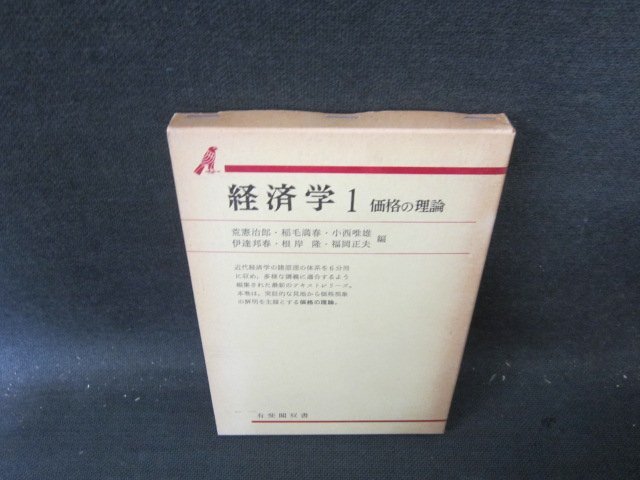 経済学 1 価格の理論
荒憲治郎・稲毛満春・小西唯雄
伊達邦春・根岸 隆・福岡正夫 編
近代経済学の諸原理の体系を6分冊
に収め、多様な講義に適合するよう
編集された最新のテキストシリーズ。
本巻は、実証的な見地から価格現象
の解明を主眼とする価格の理論。
有斐閣双書